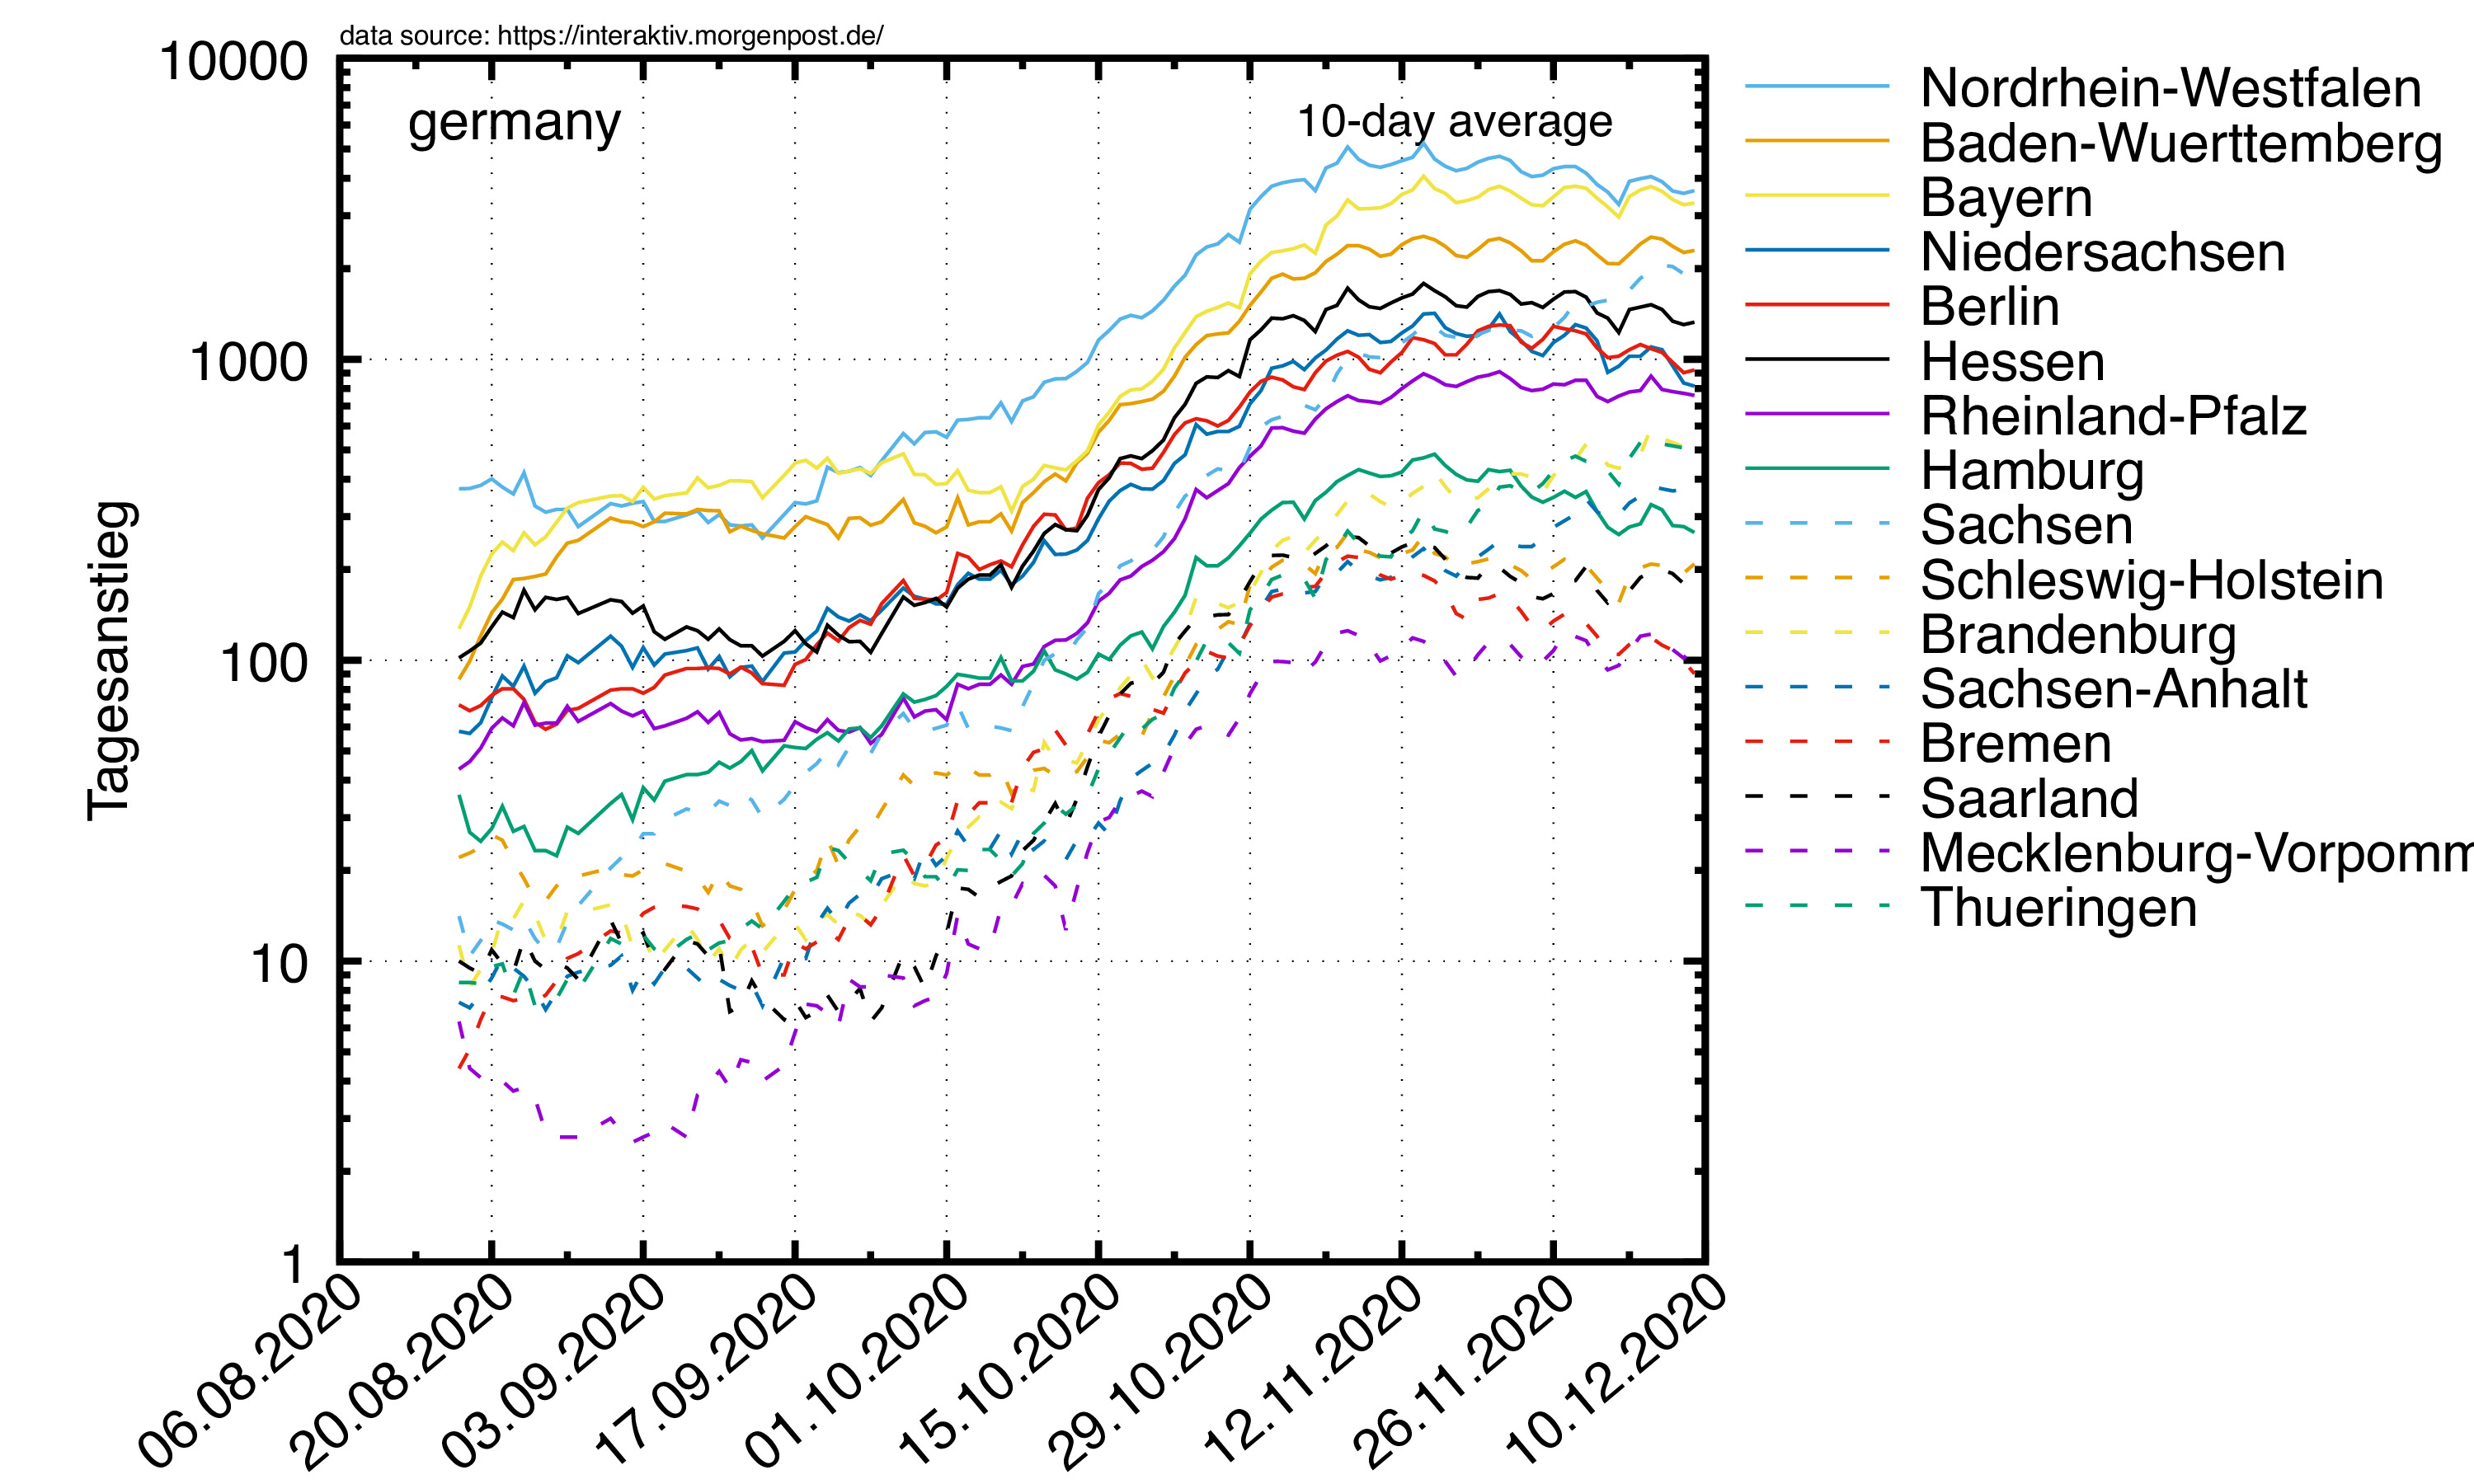 data source: https://interaktiv.morgenpost.de/
10000
1000
100
10
1
Tagesanstieg
germany
10-day average
Nordrhein-Westfalen
Baden-Wuerttemberg
Bayern
Niedersachsen
Berlin
Hessen
Rheinland-Pfalz
Hamburg
Sachsen
Schleswig-Holstein
Brandenburg
Sachsen-Anhalt
Bremen
Saarland
Mecklenburg-Vorpomm
Thueringen
06.08.2020
20.08.2020
03.09.2020
17.09.2020
01.10.2020
15.10.2020
29.10.2020
12.11.2020
26.11.2020
10.12.2020